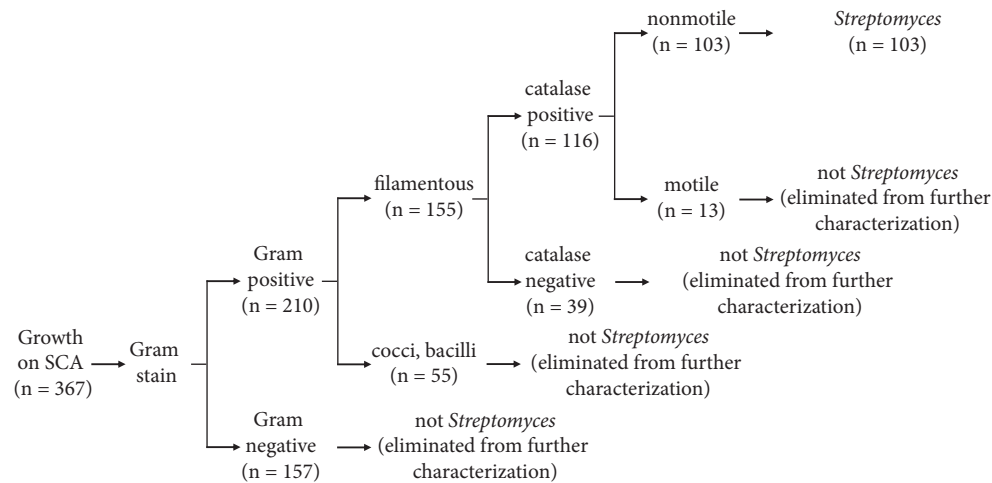 Growth
on SCA
(n = 367)
Gram
stain
Gram
positive
(n = 210)
Gram
negative
(n = 157)
not Streptomyces
(eliminated from further
characterization)
filamentous
(n = 155)
cocci, bacilli
(n = 55)
not Streptomyces
(eliminated from further
characterization)
catalase
positive
(n = 116)
catalase
negative
(n = 39)
not Streptomyces
(eliminated from further
characterization)
nonmotile
(n = 103)
Streptomyces
(n = 103)
motile
(n = 13)
not Streptomyces
(eliminated from further
characterization)